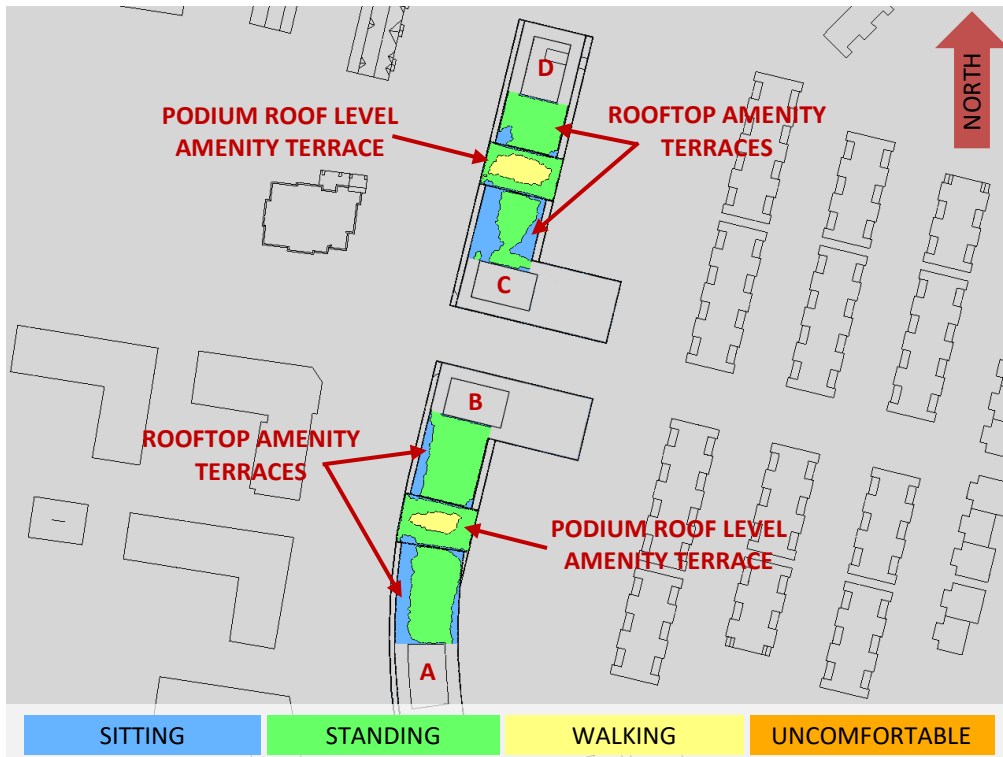 NORTH
D
PODIUM ROOF LEVEL
AMENITY TERRACE
ROOFTOP AMENITY
TERRACES
C
B
ROOFTOP AMENITY
TERRACES
PODIUM ROOF LEVEL
AMENITY TERRACE
A
SITTING
STANDING
WALKING
UNCOMFORTABLE